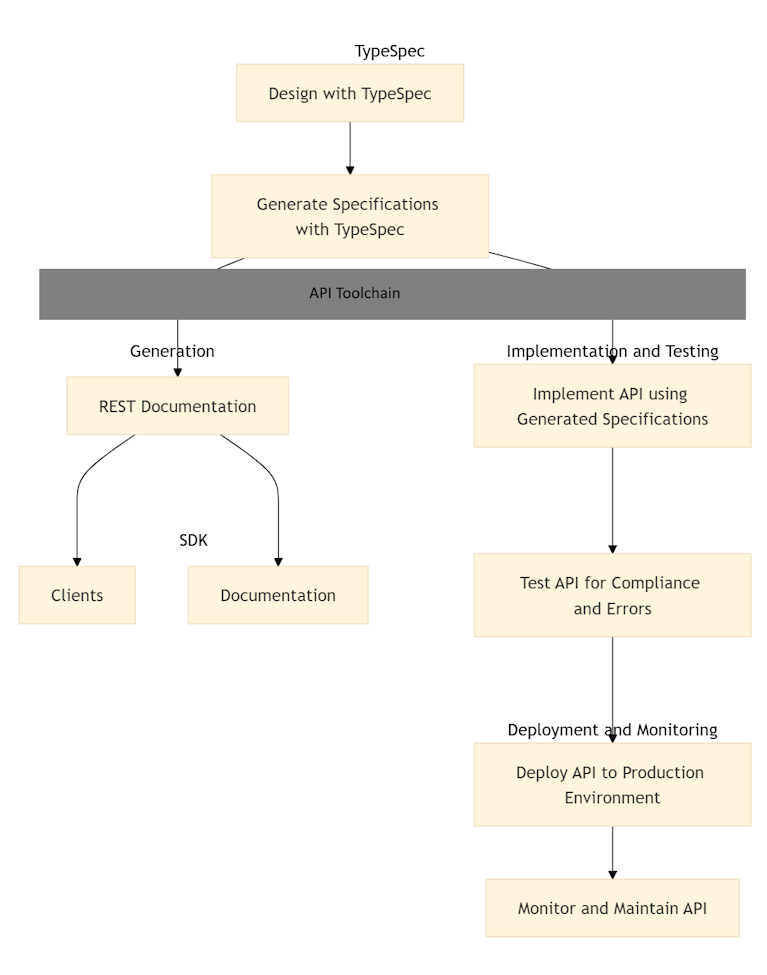 TypeSpec
Design with TypeSpec
Generate Specifications
with TypeSpec
API Toolchain
Generation
Implementation and Testing
REST Documentation
Implement API using
Generated Specifications
SDK
Clients
Documentation
Test API for Compliance
and Errors
Deployment and Monitoring
Deploy API to Production
Environment
Monitor and Maintain API